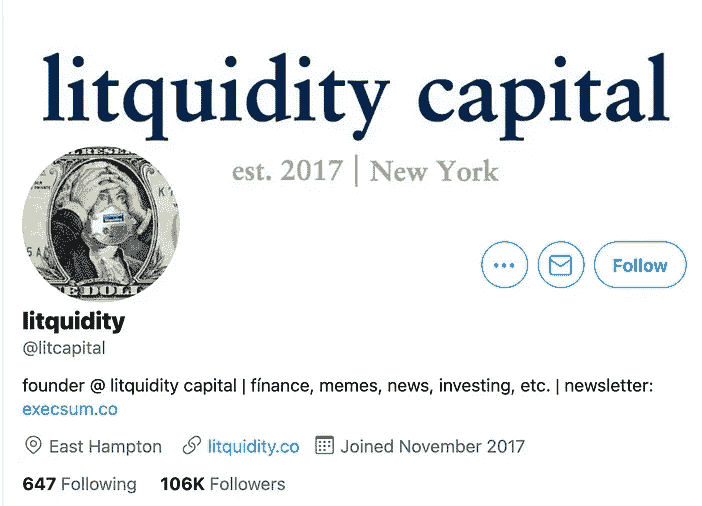 litquidity capital
est. 2017 | New York
Follow
litquidity
@litcapital
founder @ litquidity capital | fínance, memes, news, investing, etc. | newsletter:
execsum.co
East Hampton litquidity.co Joined November 2017
647 Following 106K Followers